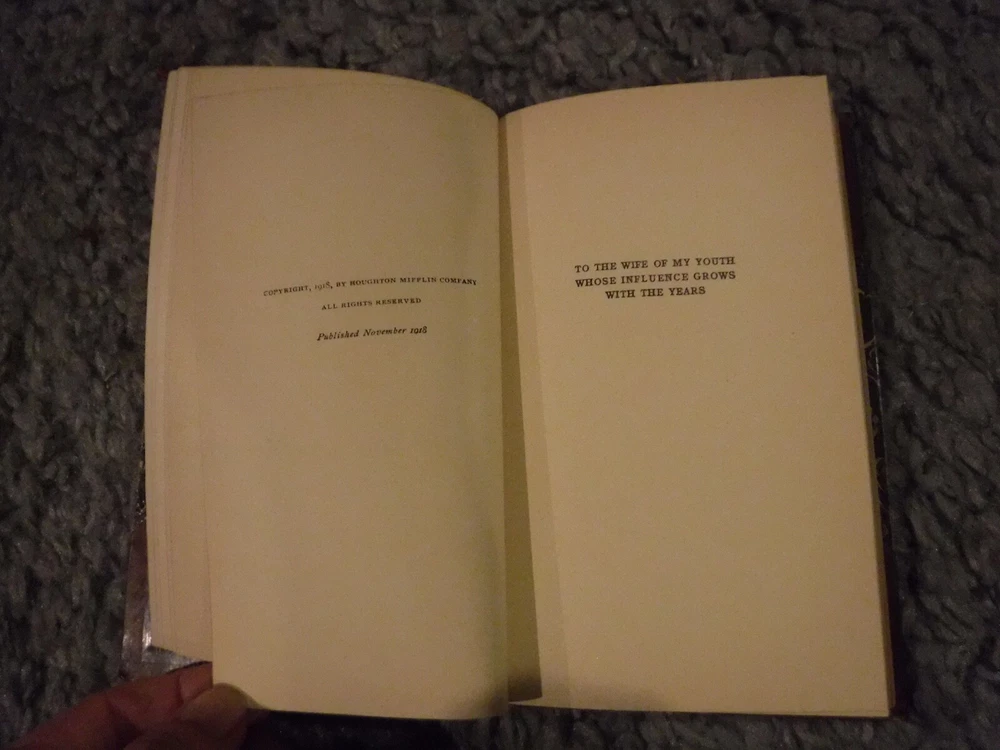 COPYRIGHT, 1918, BY HOUGHTON MIFFLIN COMPANY
ALL RIGHTS RESERVED
Published November 1918
TO THE WIFE OF MY YOUTH
WHOSE INFLUENCE GROWS
WITH THE YEARS